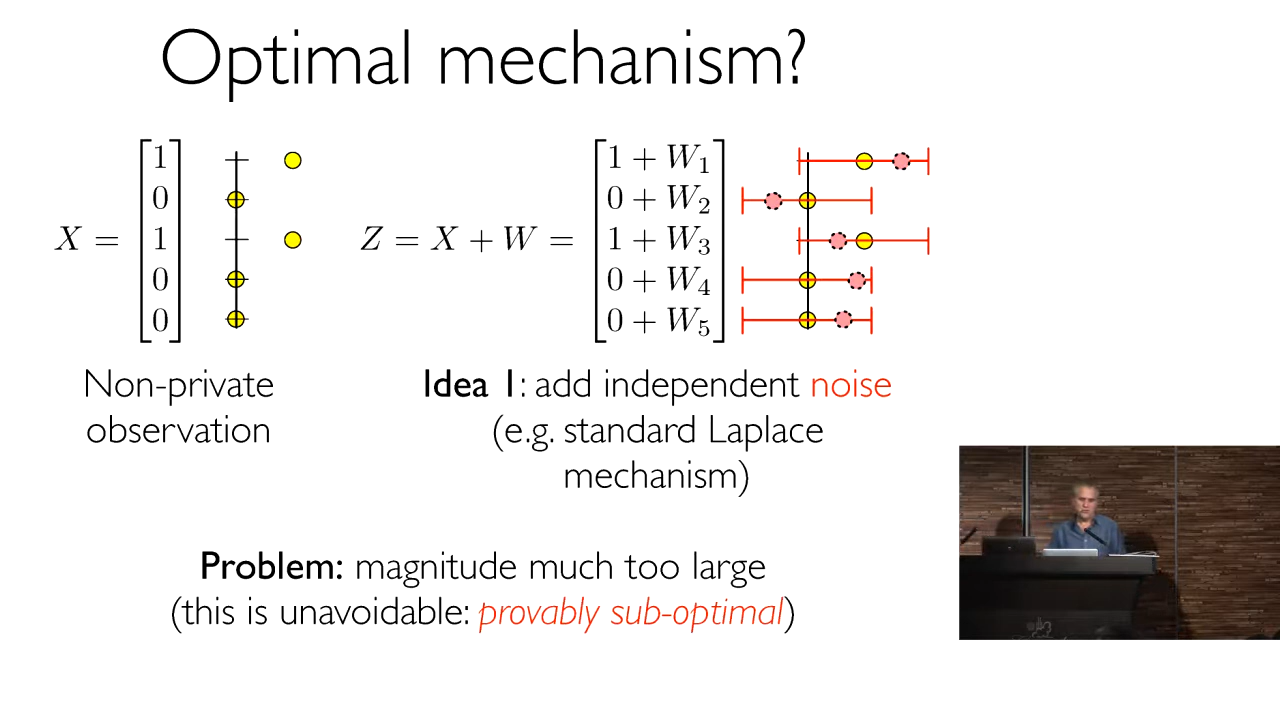 Optimal mechanism?
X = [1 0 1 0 0]
Z = X + W = [1 + W₁ 0 + W₂ 1 + W₃ 0 + W₄ 0 + W₅]
Non-private
observation
Idea 1: add independent noise
(e.g. standard Laplace
mechanism)
Problem: magnitude much too large
(this is unavoidable: provably sub-optimal)